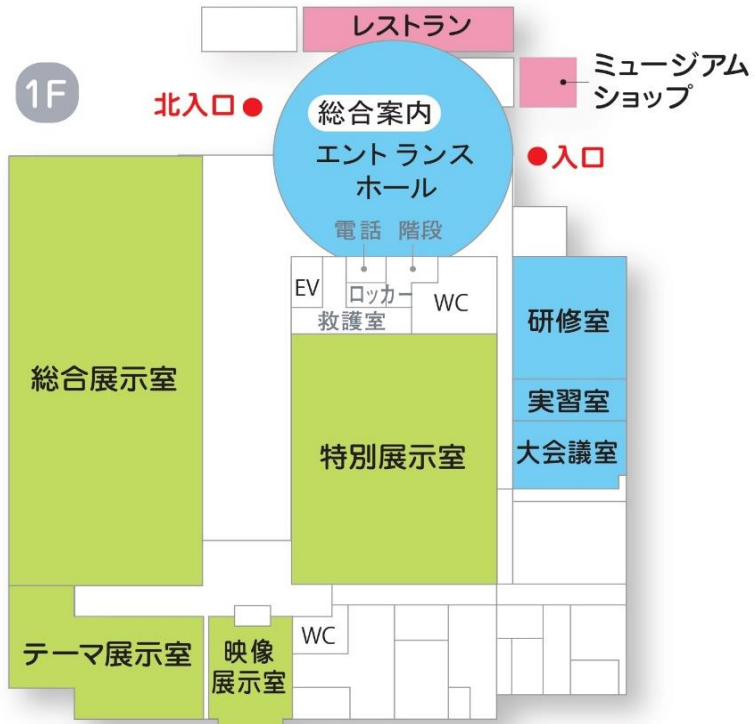 レストラン
1F
ミュージアム
ショップ
北入口
総合案内
エントランス
ホール
入口
電話
階段
EV
ロッカー
WC
救護室
研修室
総合展示室
実習室
特別展示室
大会議室
テーマ展示室
映像
展示室
WC